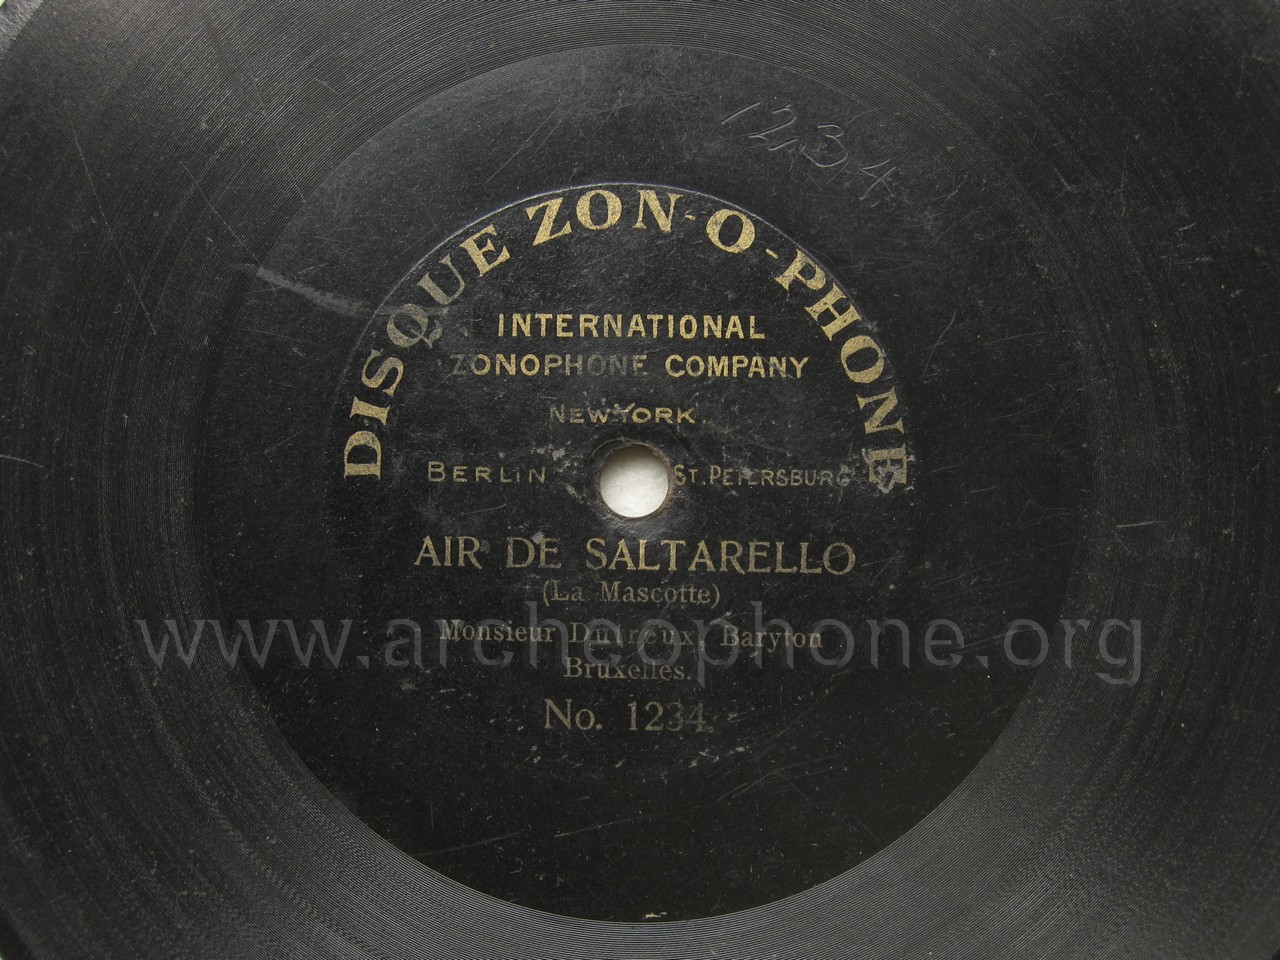 1234
DISQUE ZON-O-PHONE
INTERNATIONAL
ZONOPHONE COMPANY
NEW YORK.
BERLIN ST. PETERSBURG
AIR DE SALTARELLO
(La Mascotte)
www.archeophone.org
Monsieur Dutreux, Baryton
Bruxelles.
No. 1234.